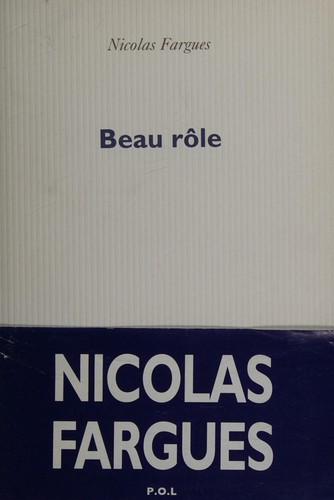 Nicolas Fargues
Beau rôle
NICOLAS
FARGUES
P.O.L